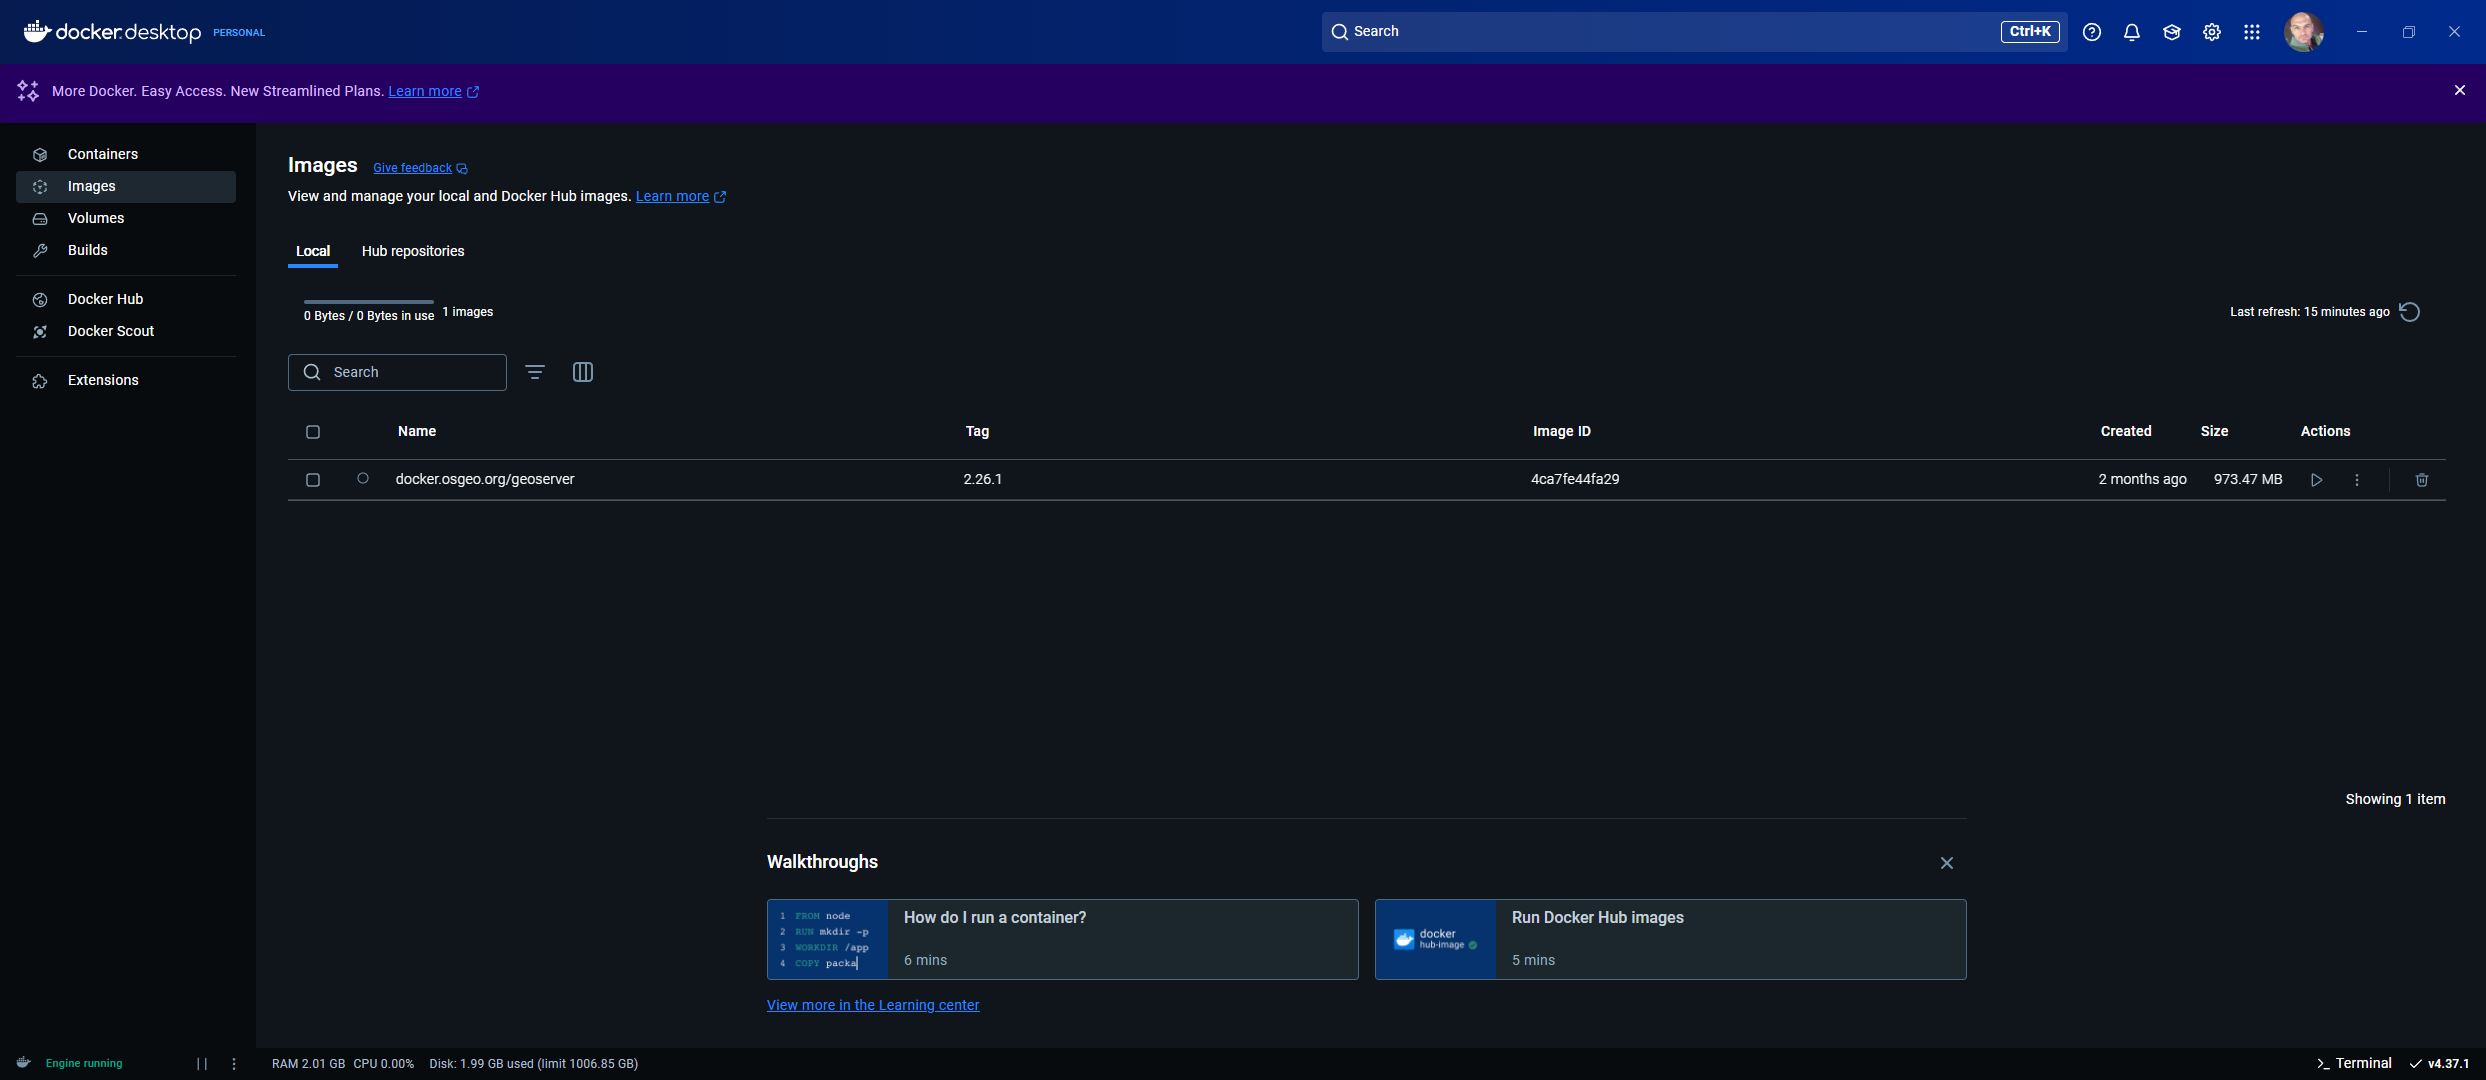 docker desktop PERSONAL
Search Ctrl+K
More Docker. Easy Access. New Streamlined Plans. Learn more
Containers
Images
Volumes
Builds
Docker Hub
Docker Scout
Extensions
Images Give feedback
View and manage your local and Docker Hub images. Learn more
Local Hub repositories
0 Bytes / 0 Bytes in use 1 images
Last refresh: 15 minutes ago
Search
Name Tag Image ID Created Size Actions
docker.osgeo.org/geoserver 2.26.1 4ca7fe44fa29 2 months ago 973.47 MB
Showing 1 item
Walkthroughs
1 FROM node
2 RUN mkdir -p
3 WORKDIR /app
4 COPY packa
How do I run a container?
6 mins
docker
hub-image
Run Docker Hub images
5 mins
View more in the Learning center
Engine running
RAM 2.01 GB CPU 0.00% Disk: 1.99 GB used (limit 1006.85 GB)
>_ Terminal v4.37.1